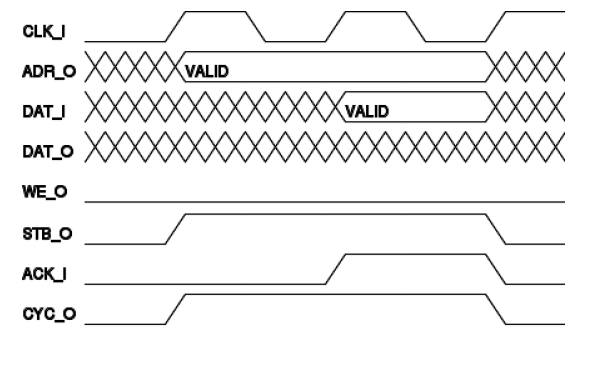 CLK_I
ADR_O VALID
DAT_I VALID
DAT_O
WE_O
STB_O
ACK_I
CYC_O